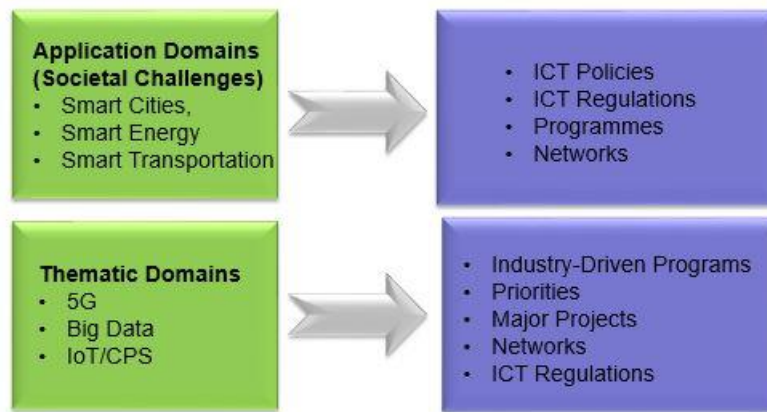 Application Domains
(Societal Challenges)
• Smart Cities,
• Smart Energy
• Smart Transportation
• ICT Policies
• ICT Regulations
• Programmes
• Networks
Thematic Domains
• 5G
• Big Data
• IoT/CPS
• Industry-Driven Programs
• Priorities
• Major Projects
• Networks
• ICT Regulations